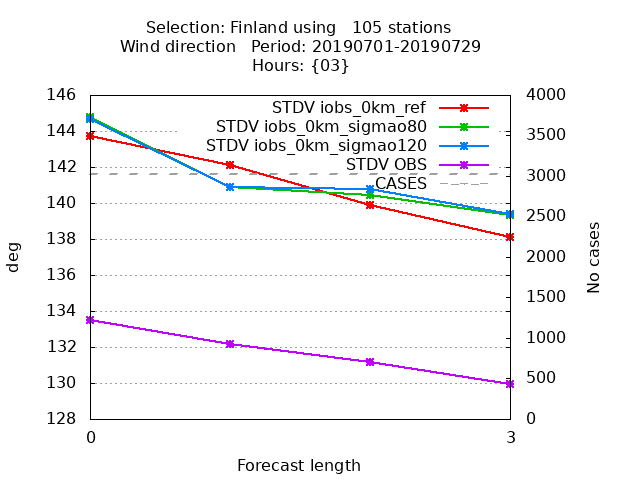 Selection: Finland using   105 stations
Wind direction   Period: 20190701-20190729
Hours: {03}
146
144
142
140
138
136
134
132
130
128
deg
STDV iobs_0km_ref
STDV iobs_0km_sigmao80
STDV iobs_0km_sigmao120
STDV OBS
CASES
4000
3500
3000
2500
2000
1500
1000
500
0
No cases
0
3
Forecast length